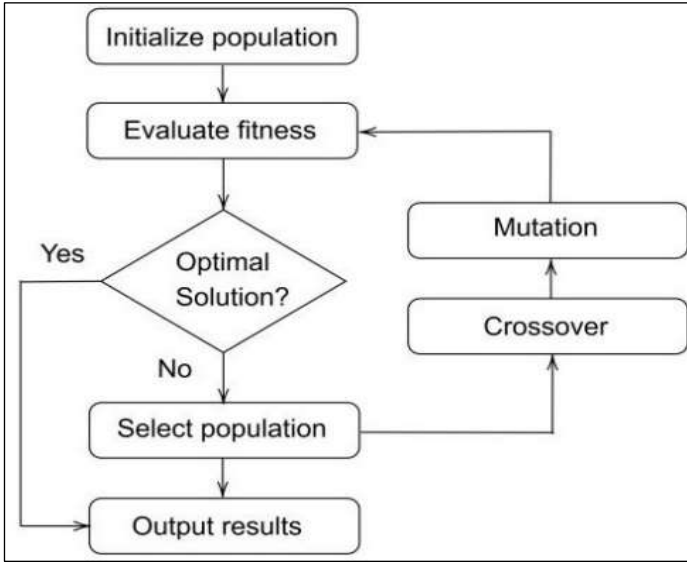 Initialize population
Evaluate fitness
Yes
Optimal
Solution?
No
Select population
Output results
Mutation
Crossover